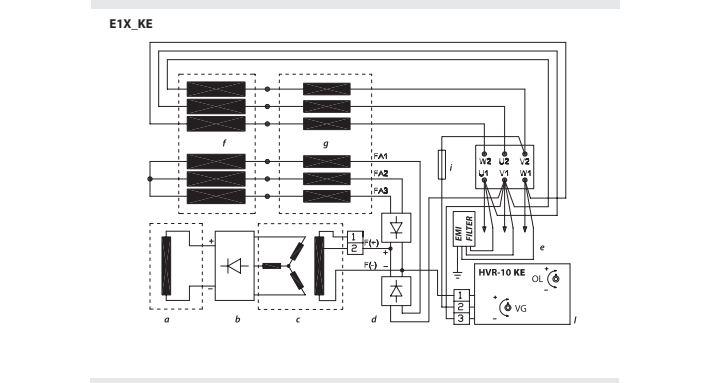 E1X_KE
f
g
FA1
FA2
FA3
W2 U2 V2
U1 V1 W1
i
EMI
FILTER
e
1
2
F(+)
+
F(-)
−
+
−
a
b
c
d
HVR-10 KE
OL
+
−
1
2
3
VG
+
−
l